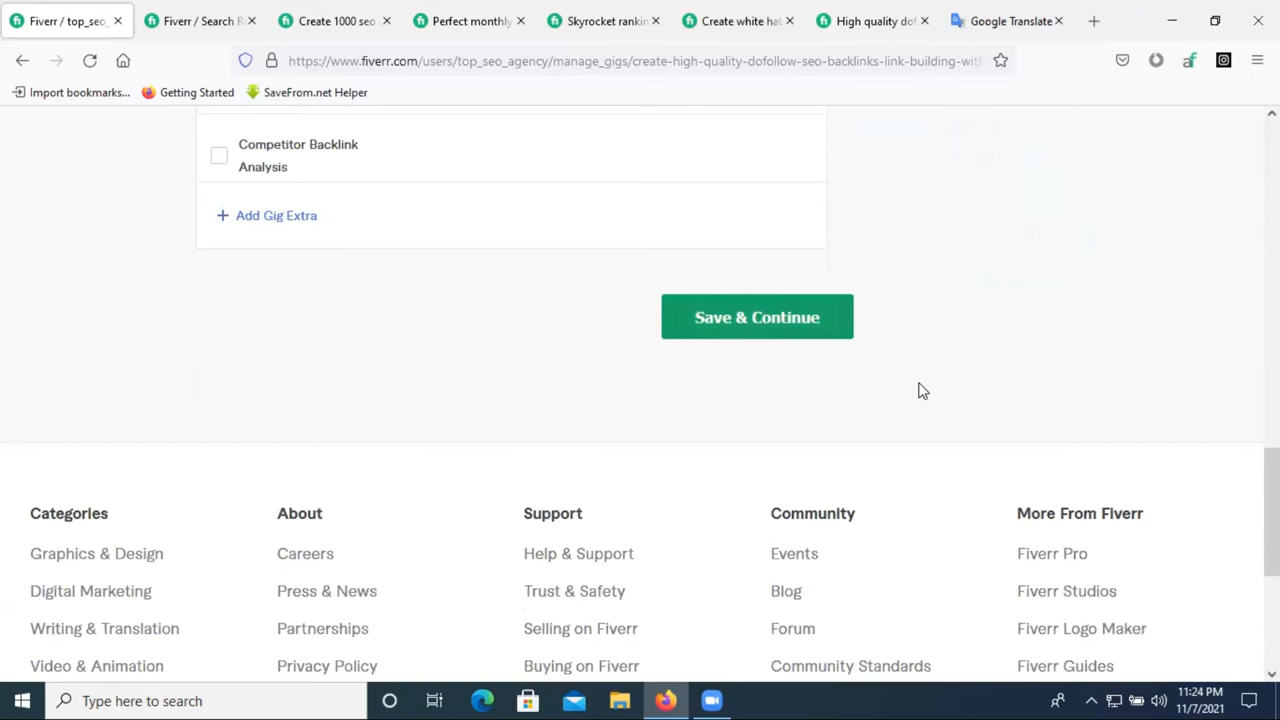 Fiverr / top_seo_
Fiverr / Search R
Create 1000 seo
Perfect monthly
Skyrocket rankin
Create white hat
High quality dof
Google Translate
https://www.fiverr.com/users/top_seo_agency/manage_gigs/create-high-quality-dofollow-seo-backlinks-link-building-with
Import bookmarks...
Getting Started
SaveFrom.net Helper
Competitor Backlink
Analysis
+ Add Gig Extra
Save & Continue
Categories
Graphics & Design
Digital Marketing
Writing & Translation
Video & Animation
About
Careers
Press & News
Partnerships
Privacy Policy
Support
Help & Support
Trust & Safety
Selling on Fiverr
Buying on Fiverr
Community
Events
Blog
Forum
Community Standards
More From Fiverr
Fiverr Pro
Fiverr Studios
Fiverr Logo Maker
Fiverr Guides
Type here to search
11:24 PM
11/7/2021